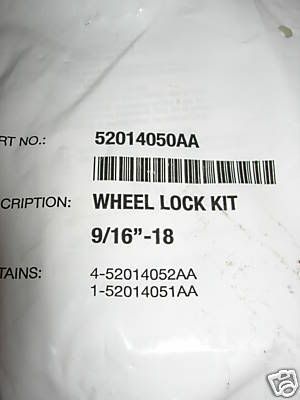 RT NO.: 52014050AA
CRIPTION: WHEEL LOCK KIT
9/16"-18
TAINS: 4-52014052AA
1-52014051AA